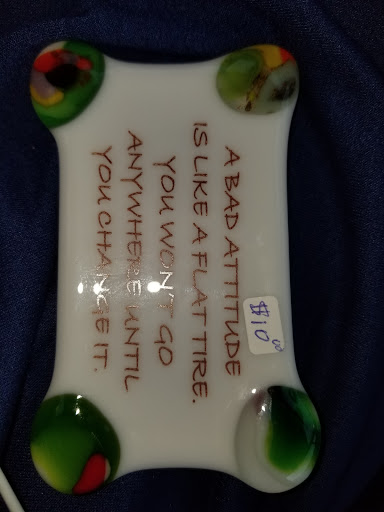 A BAD ATTITUDE
IS LIKE A FLAT TIRE.
YOU WON'T GO
ANYWHERE UNTIL
YOU CHANGE IT.
$10 00